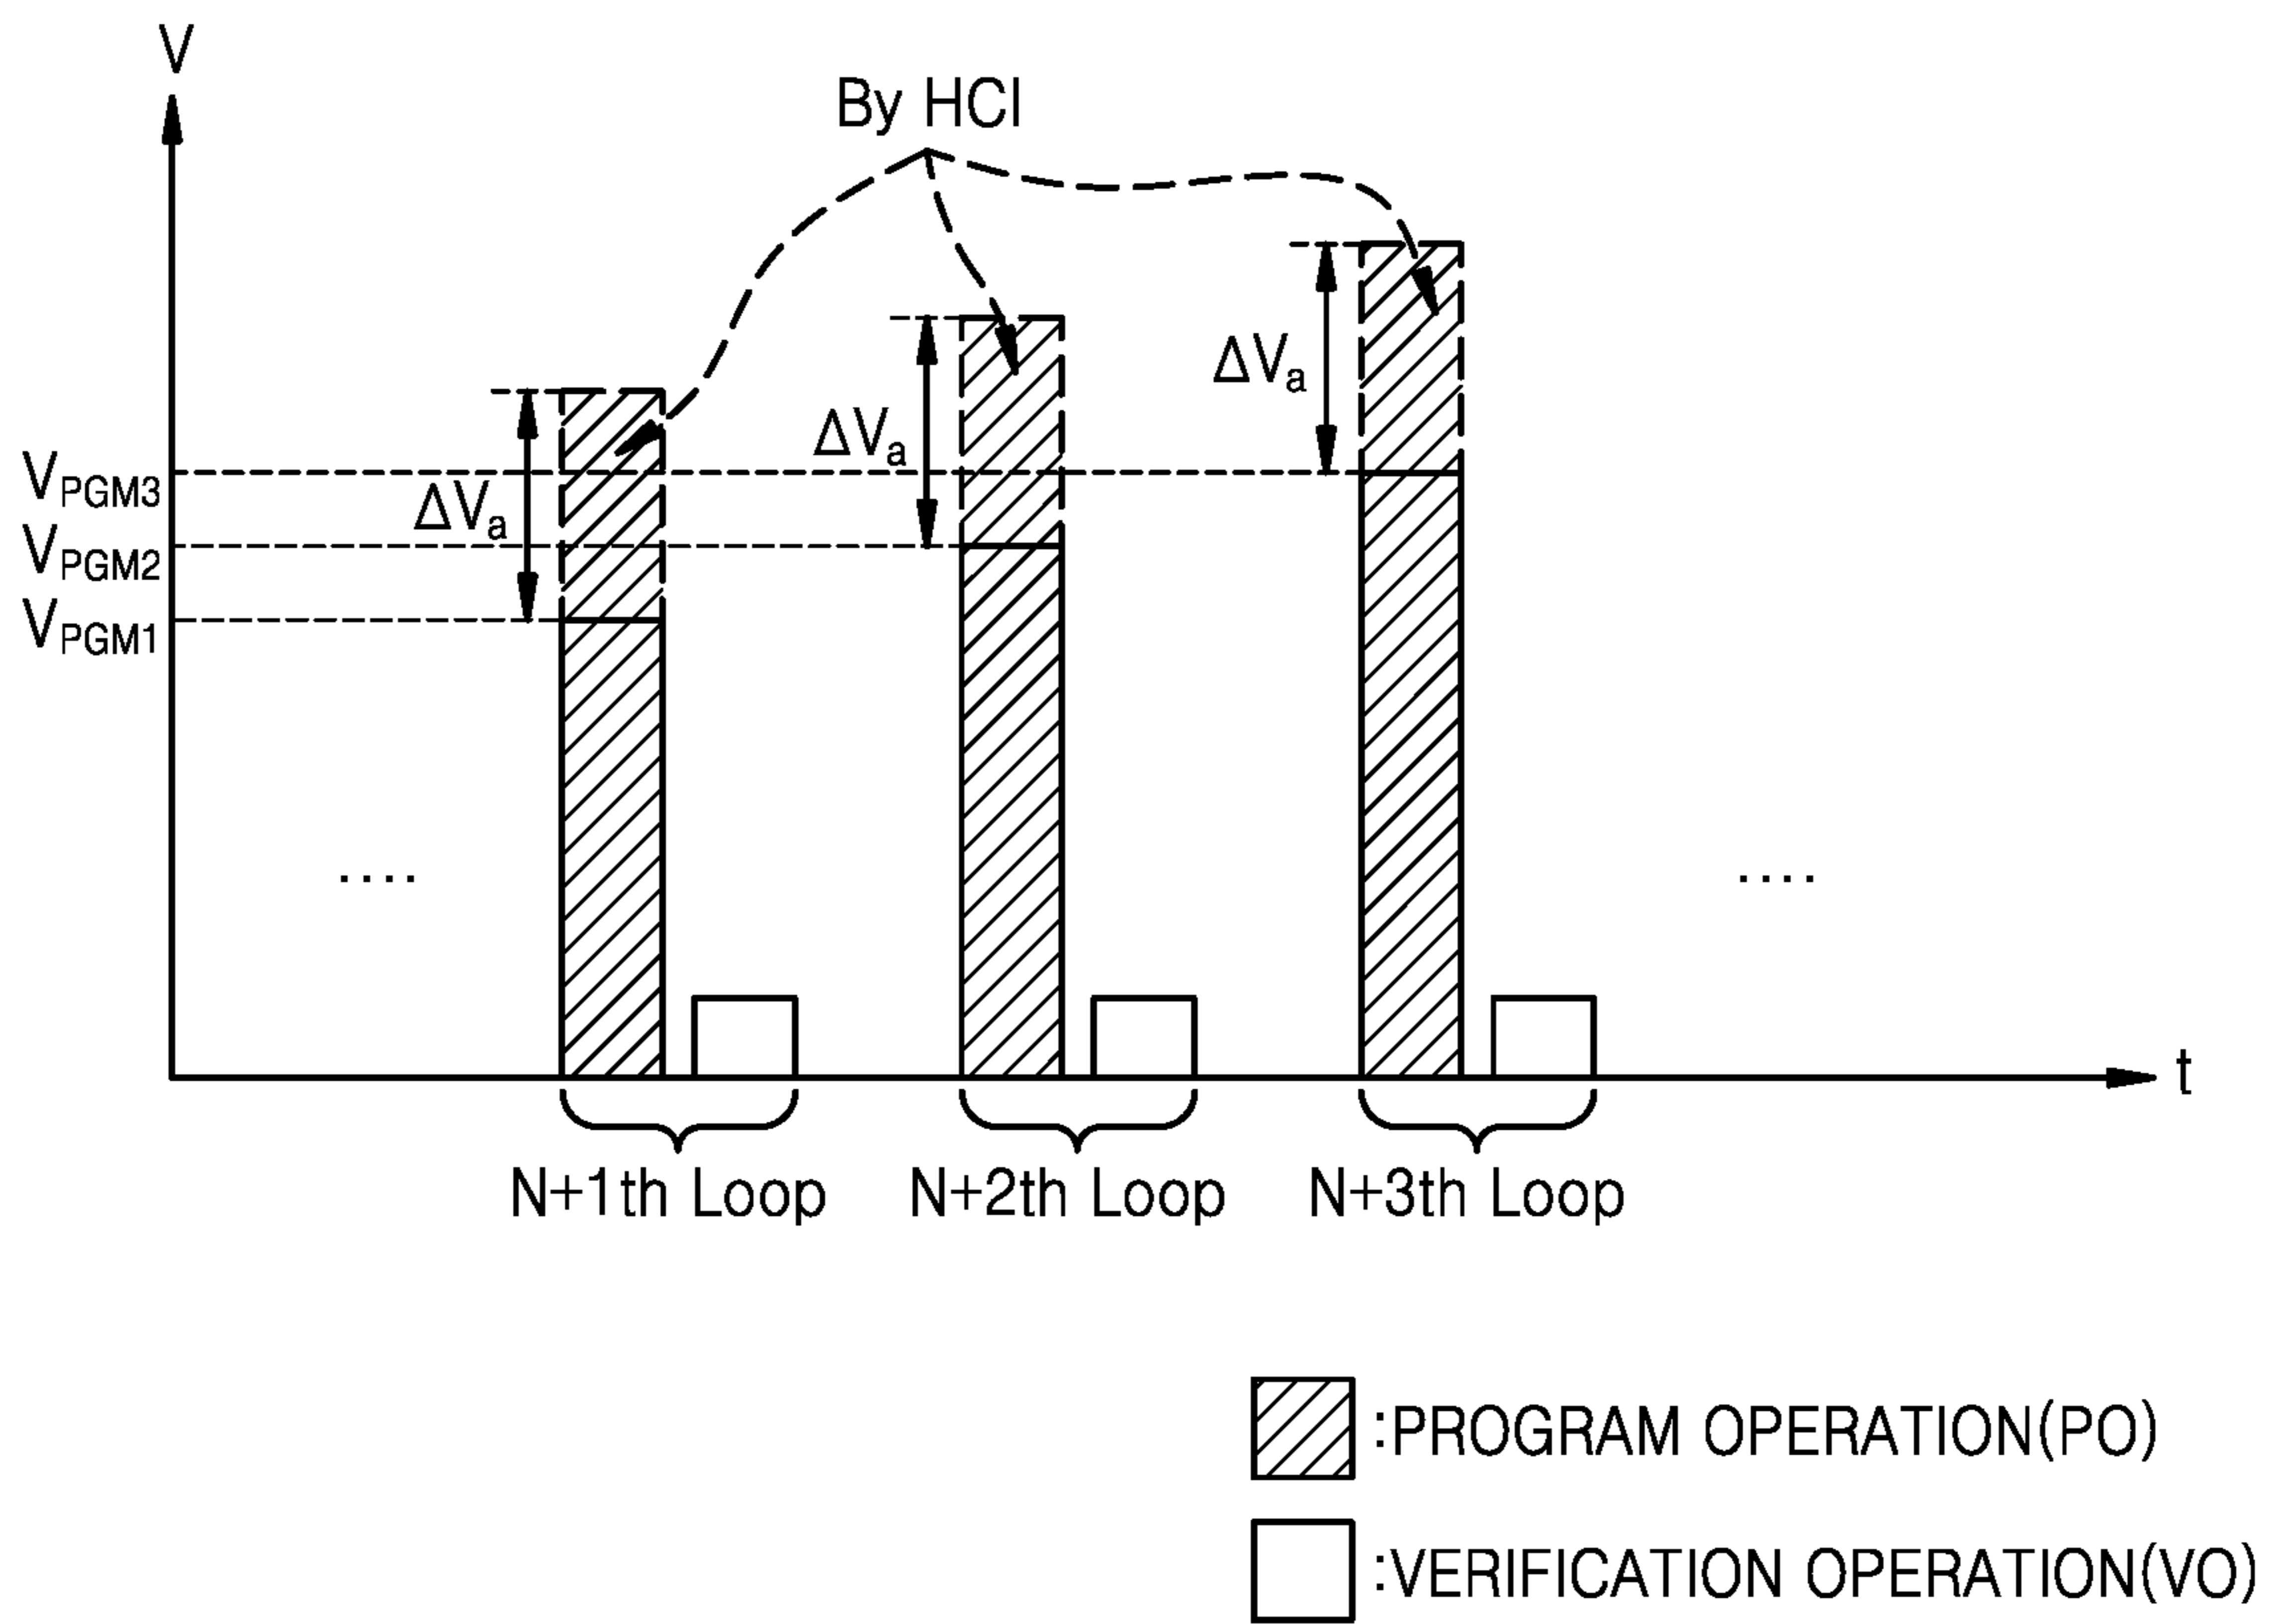 V
By HCI
ΔVa
ΔVa
ΔVa
VPGM3
VPGM2
VPGM1
....
....
t
N+1th Loop
N+2th Loop
N+3th Loop
:PROGRAM OPERATION(PO)
:VERIFICATION OPERATION(VO)